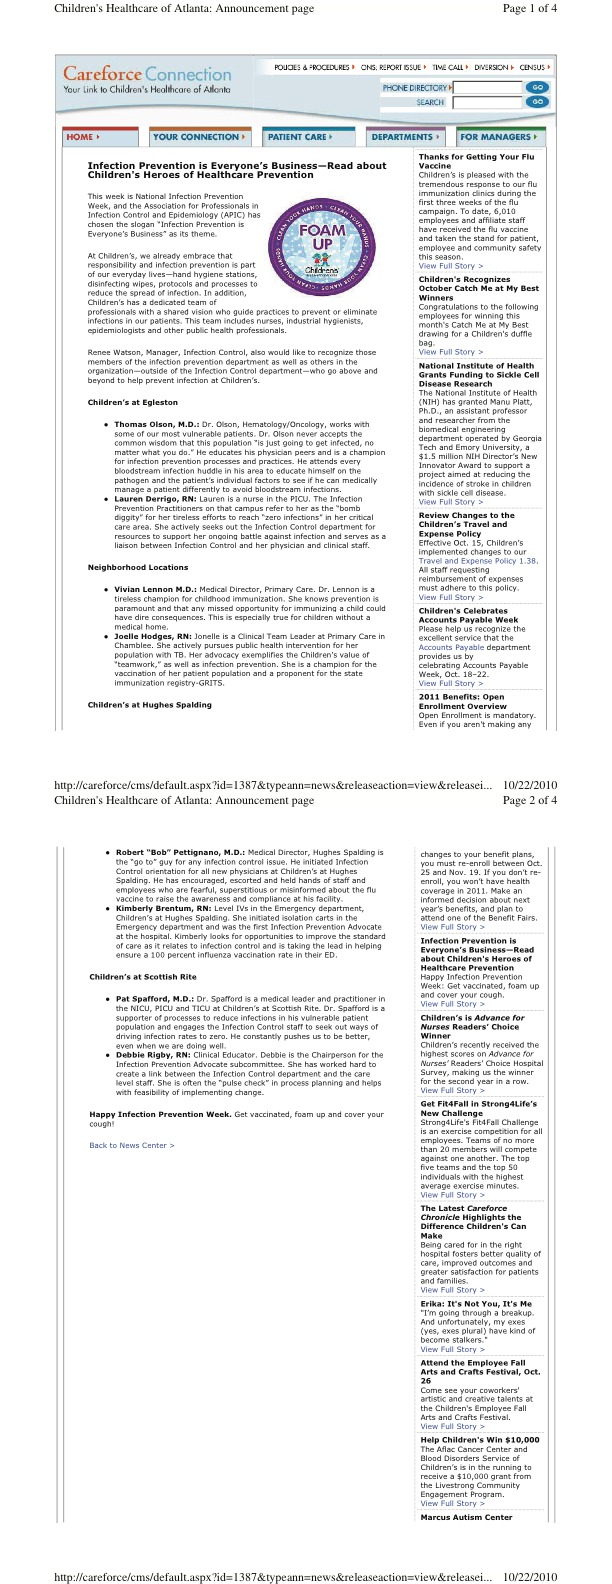 Children's Healthcare of Atlanta: Announcement page
Page 1 of 4
Careforce Connection
Your Link to Children's Healthcare of Atlanta
POLICIES & PROCEDURES
ONS, REPORT ISSUE
TIME CALL
DIVERSION
CENSUS
PHONE DIRECTORY
GO
SEARCH
GO
HOME
YOUR CONNECTION
PATIENT CARE
DEPARTMENTS
FOR MANAGERS
Infection Prevention is Everyone's Business—Read about
Children's Heroes of Healthcare Prevention
This week is National Infection Prevention
Week, and the Association for Professionals in
Infection Control and Epidemiology (APIC) has
chosen the slogan "Infection Prevention is
Everyone's Business" as its theme.
CLEAN YOUR HANDS - CLEAN YOUR HANDS - CLEAN YOUR HANDS
FOAM
UP
Children's
At Children's, we already embrace that
responsibility and infection prevention is part
of our everyday lives—hand hygiene stations,
disinfecting wipes, protocols and processes to
reduce the spread of infection. In addition,
Children's has a dedicated team of
professionals with a shared vision who guide practices to prevent or eliminate
infections in our patients. This team includes nurses, industrial hygienists,
epidemiologists and other public health professionals.
Renee Watson, Manager, Infection Control, also would like to recognize those
members of the infection prevention department as well as others in the
organization—outside of the Infection Control department—who go above and
beyond to help prevent infection at Children's.
Children's at Egleston
• Thomas Olson, M.D.: Dr. Olson, Hematology/Oncology, works with
some of our most vulnerable patients. Dr. Olson never accepts the
common wisdom that this population "is just going to get infected, no
matter what you do." He educates his physician peers and is a champion
for infection prevention processes and practices. He attends every
bloodstream infection huddle in his area to educate himself on the
pathogen and the patient's individual factors to see if he can medically
manage a patient differently to avoid bloodstream infections.
• Lauren Derrigo, RN: Lauren is a nurse in the PICU. The Infection
Prevention Practitioners on that campus refer to her as the "bomb
diggity" for her tireless efforts to reach "zero infections" in her critical
care area. She actively seeks out the Infection Control department for
resources to support her ongoing battle against infection and serves as a
liaison between Infection Control and her physician and clinical staff.
Neighborhood Locations
• Vivian Lennon M.D.: Medical Director, Primary Care. Dr. Lennon is a
tireless champion for childhood immunization. She knows prevention is
paramount and that any missed opportunity for immunizing a child could
have dire consequences. This is especially true for children without a
medical home.
• Joelle Hodges, RN: Jonelle is a Clinical Team Leader at Primary Care in
Chamblee. She actively pursues public health intervention for her
population with TB. Her advocacy exemplifies the Children's value of
"teamwork," as well as infection prevention. She is a champion for the
vaccination of her patient population and a proponent for the state
immunization registry-GRITS.
Children's at Hughes Spalding
Thanks for Getting Your Flu
Vaccine
Children's is pleased with the
tremendous response to our flu
immunization clinics during the
first three weeks of the flu
campaign. To date, 6,010
employees and affiliate staff
have received the flu vaccine
and taken the stand for patient,
employee and community safety
this season.
View Full Story >
Children's Recognizes
October Catch Me at My Best
Winners
Congratulations to the following
employees for winning this
month's Catch Me at My Best
drawing for a Children's duffle
bag.
View Full Story >
National Institute of Health
Grants Funding to Sickle Cell
Disease Research
The National Institute of Health
(NIH) has granted Manu Platt,
Ph.D., an assistant professor
and researcher from the
biomedical engineering
department operated by Georgia
Tech and Emory University, a
$1.5 million NIH Director's New
Innovator Award to support a
project aimed at reducing the
incidence of stroke in children
with sickle cell disease.
View Full Story >
Review Changes to the
Children's Travel and
Expense Policy
Effective Oct. 15, Children's
implemented changes to our
Travel and Expense Policy 1.38.
All staff requesting
reimbursement of expenses
must adhere to this policy.
View Full Story >
Children's Celebrates
Accounts Payable Week
Please help us recognize the
excellent service that the
Accounts Payable department
provides us by
celebrating Accounts Payable
Week, Oct. 18–22.
View Full Story >
2011 Benefits: Open
Enrollment Overview
Open Enrollment is mandatory.
Even if you aren't making any
http://careforce/cms/default.aspx?id=1387&typeann=news&releaseaction=view&releasei...
10/22/2010
Children's Healthcare of Atlanta: Announcement page
Page 2 of 4
• Robert "Bob" Pettignano, M.D.: Medical Director, Hughes Spalding is
the "go to" guy for any infection control issue. He initiated Infection
Control orientation for all new physicians at Children's at Hughes
Spalding. He has encouraged, escorted and held hands of staff and
employees who are fearful, superstitious or misinformed about the flu
vaccine to raise the awareness and compliance at his facility.
• Kimberly Brentum, RN: Level IVs in the Emergency department,
Children's at Hughes Spalding. She initiated isolation carts in the
Emergency department and was the first Infection Prevention Advocate
at the hospital. Kimberly looks for opportunities to improve the standard
of care as it relates to infection control and is taking the lead in helping
ensure a 100 percent influenza vaccination rate in their ED.
Children's at Scottish Rite
• Pat Spafford, M.D.: Dr. Spafford is a medical leader and practitioner in
the NICU, PICU and TICU at Children's at Scottish Rite. Dr. Spafford is a
supporter of processes to reduce infections in his vulnerable patient
population and engages the Infection Control staff to seek out ways of
driving infection rates to zero. He constantly pushes us to be better,
even when we are doing well.
• Debbie Rigby, RN: Clinical Educator. Debbie is the Chairperson for the
Infection Prevention Advocate subcommittee. She has worked hard to
create a link between the Infection Control department and the care
level staff. She is often the "pulse check" in process planning and helps
with feasibility of implementing change.
Happy Infection Prevention Week. Get vaccinated, foam up and cover your
cough!
Back to News Center >
changes to your benefit plans,
you must re-enroll between Oct.
25 and Nov. 19. If you don't re-
enroll, you won't have health
coverage in 2011. Make an
informed decision about next
year's benefits, and plan to
attend one of the Benefit Fairs.
View Full Story >
Infection Prevention is
Everyone's Business—Read
about Children's Heroes of
Healthcare Prevention
Happy Infection Prevention
Week: Get vaccinated, foam up
and cover your cough.
View Full Story >
Children's is Advance for
Nurses Readers' Choice
Winner
Children's recently received the
highest scores on Advance for
Nurses' Readers' Choice Hospital
Survey, making us the winner
for the second year in a row.
View Full Story >
Get Fit4Fall in Strong4Life's
New Challenge
Strong4Life's Fit4Fall Challenge
is an exercise competition for all
employees. Teams of no more
than 20 members will compete
against one another. The top
five teams and the top 50
individuals with the highest
average exercise minutes.
View Full Story >
The Latest Careforce
Chronicle Highlights the
Difference Children's Can
Make
Being cared for in the right
hospital fosters better quality of
care, improved outcomes and
greater satisfaction for patients
and families.
View Full Story >
Erika: It's Not You, It's Me
"I'm going through a breakup.
And unfortunately, my exes
(yes, exes plural) have kind of
become stalkers."
View Full Story >
Attend the Employee Fall
Arts and Crafts Festival, Oct.
26
Come see your coworkers'
artistic and creative talents at
the Children's Employee Fall
Arts and Crafts Festival.
View Full Story >
Help Children's Win $10,000
The Aflac Cancer Center and
Blood Disorders Service of
Children's is in the running to
receive a $10,000 grant from
the Livestrong Community
Engagement Program.
View Full Story >
Marcus Autism Center
http://careforce/cms/default.aspx?id=1387&typeann=news&releaseaction=view&releasei...
10/22/2010